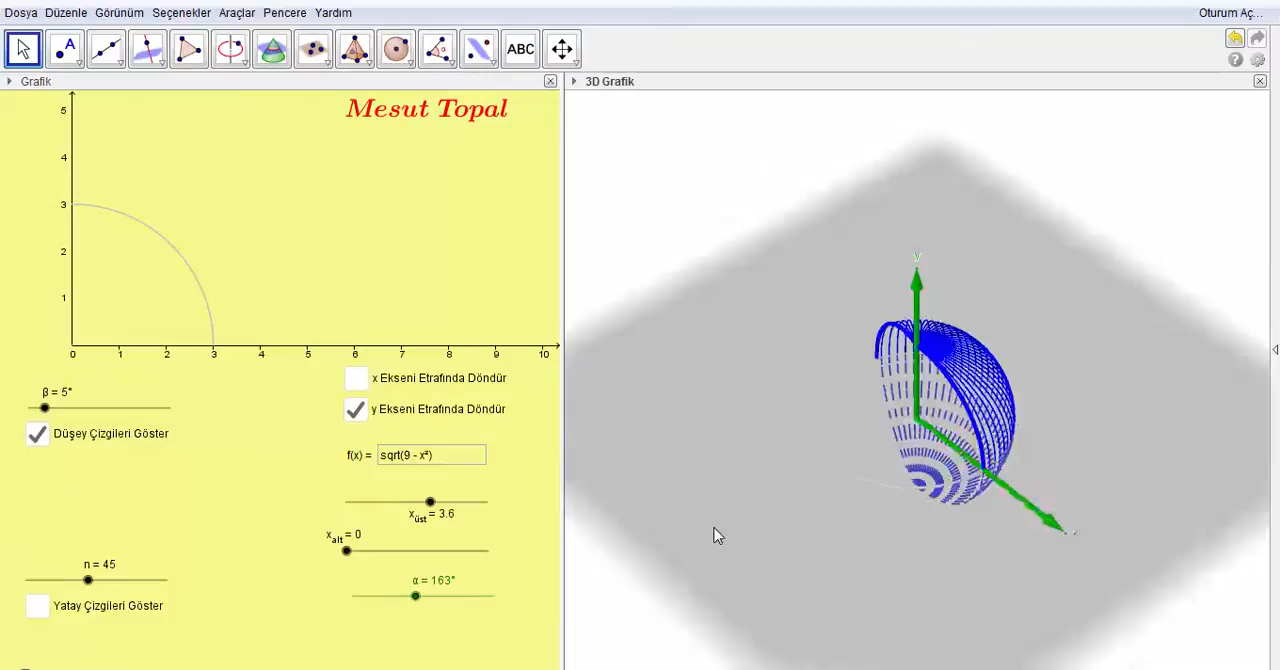 Dosya Düzenle Görünüm Seçenekler Araçlar Pencere Yardım Oturum Aç...
A ABC
Grafik
3D Grafik
Mesut Topal
5
4
3
2
1
0 1 2 3 4 5 6 7 8 9 10
y
β = 5°
Düşey Çizgileri Göster
x Ekseni Etrafında Döndür
y Ekseni Etrafında Döndür
f(x) = sqrt(9 - x²)
xüst = 3.6
xalt = 0
α = 163°
n = 45
Yatay Çizgileri Göster